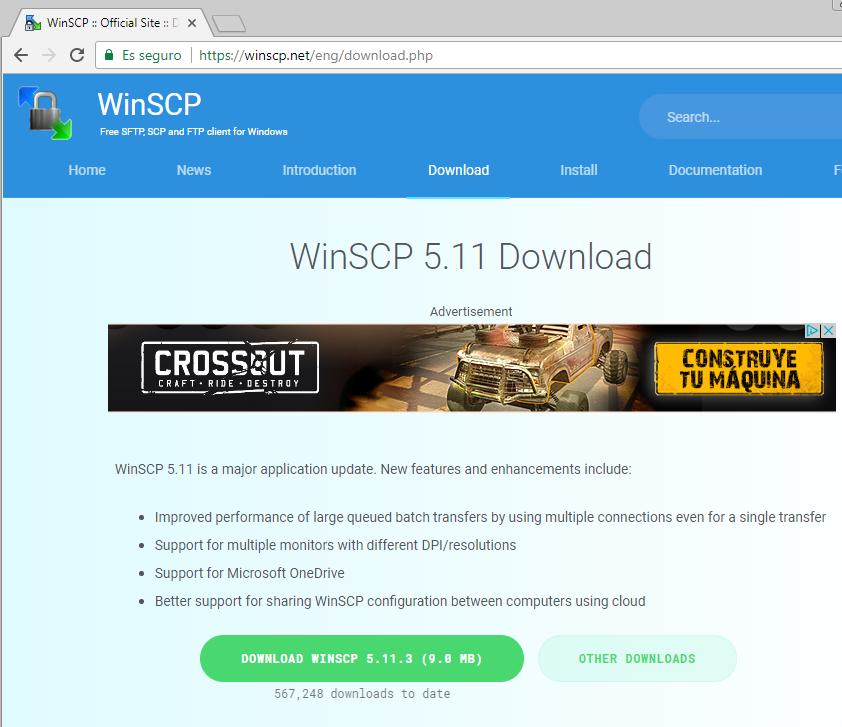 WinSCP :: Official Site :: D
Es seguro
https://winscp.net/eng/download.php
WinSCP
Free SFTP, SCP and FTP client for Windows
Search...
Home
News
Introduction
Download
Install
Documentation
F
WinSCP 5.11 Download
Advertisement
CROSSOUT
CRAFT • RIDE • DESTROY
CONSTRUYE
TU MÁQUINA
WinSCP 5.11 is a major application update. New features and enhancements include:
• Improved performance of large queued batch transfers by using multiple connections even for a single transfer
• Support for multiple monitors with different DPI/resolutions
• Support for Microsoft OneDrive
• Better support for sharing WinSCP configuration between computers using cloud
DOWNLOAD WINSCP 5.11.3 (9.0 MB)
OTHER DOWNLOADS
567,248 downloads to date